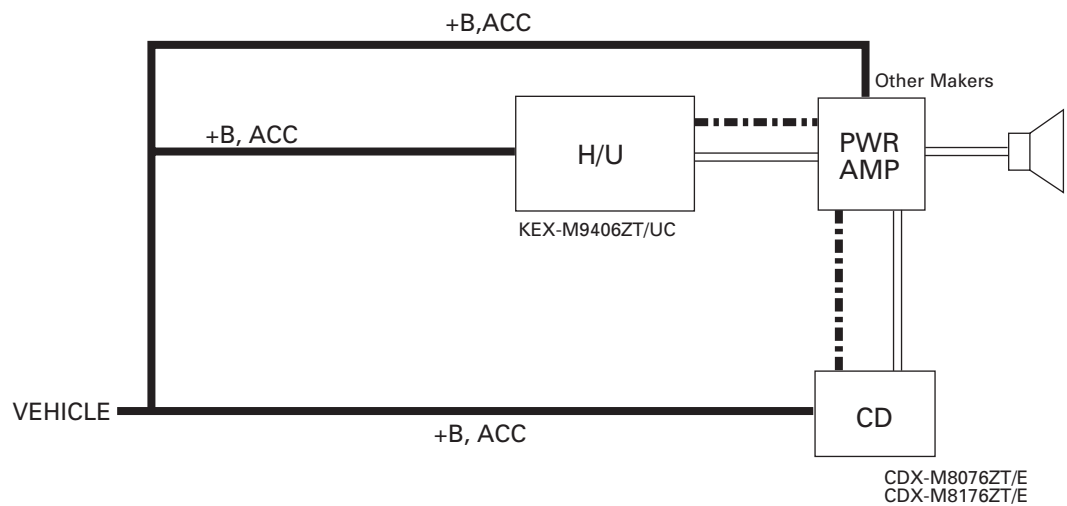 +B,ACC
Other Makers
+B, ACC
H/U
PWR
AMP
KEX-M9406ZT/UC
VEHICLE
+B, ACC
CD
CDX-M8076ZT/E
CDX-M8176ZT/E